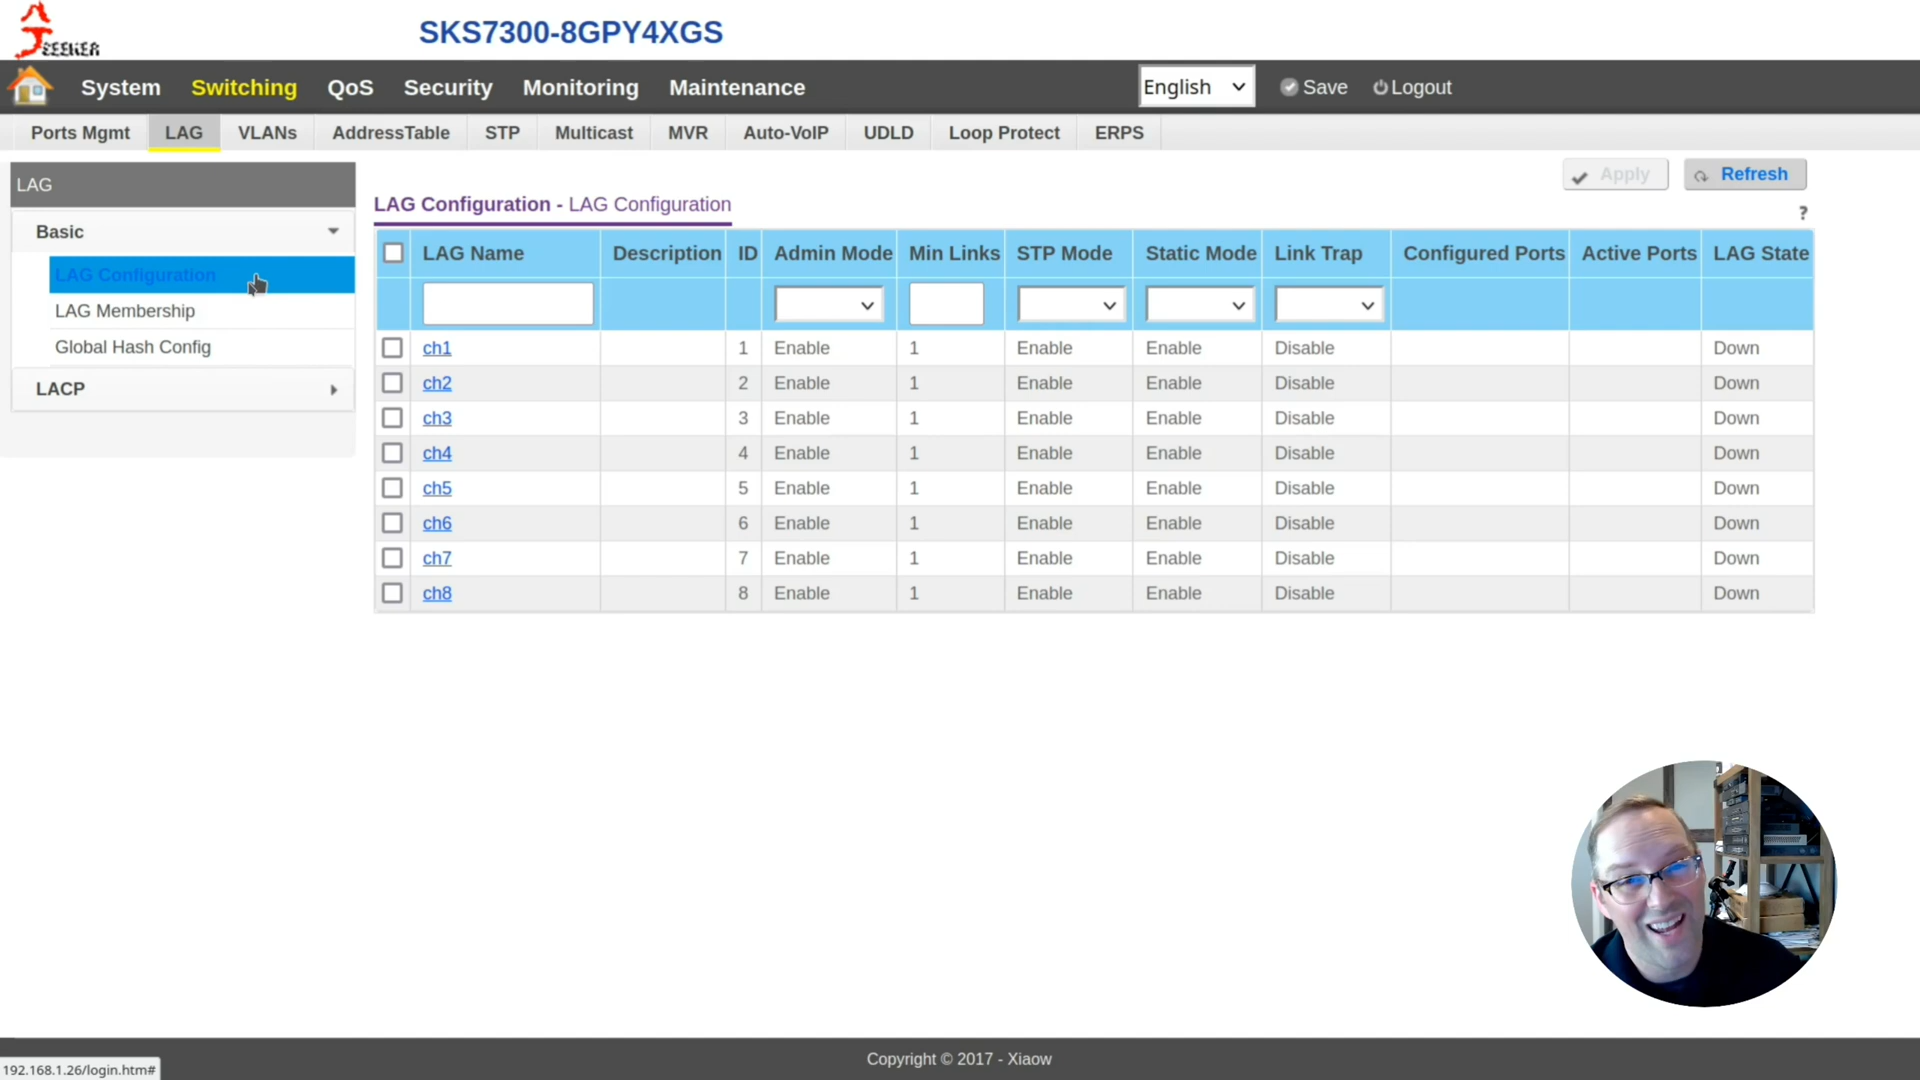 SEEKER
SKS7300-8GPY4XGS
System Switching QoS Security Monitoring Maintenance English Save Logout
Ports Mgmt LAG VLANs AddressTable STP Multicast MVR Auto-VoIP UDLD Loop Protect ERPS
LAG
Basic
LAG Configuration
LAG Membership
Global Hash Config
LACP
Apply Refresh
LAG Configuration - LAG Configuration
?
LAG Name Description ID Admin Mode Min Links STP Mode Static Mode Link Trap Configured Ports Active Ports LAG State
ch1 1 Enable 1 Enable Enable Disable Down
ch2 2 Enable 1 Enable Enable Disable Down
ch3 3 Enable 1 Enable Enable Disable Down
ch4 4 Enable 1 Enable Enable Disable Down
ch5 5 Enable 1 Enable Enable Disable Down
ch6 6 Enable 1 Enable Enable Disable Down
ch7 7 Enable 1 Enable Enable Disable Down
ch8 8 Enable 1 Enable Enable Disable Down
Copyright © 2017 - Xiaow
192.168.1.26/login.htm#